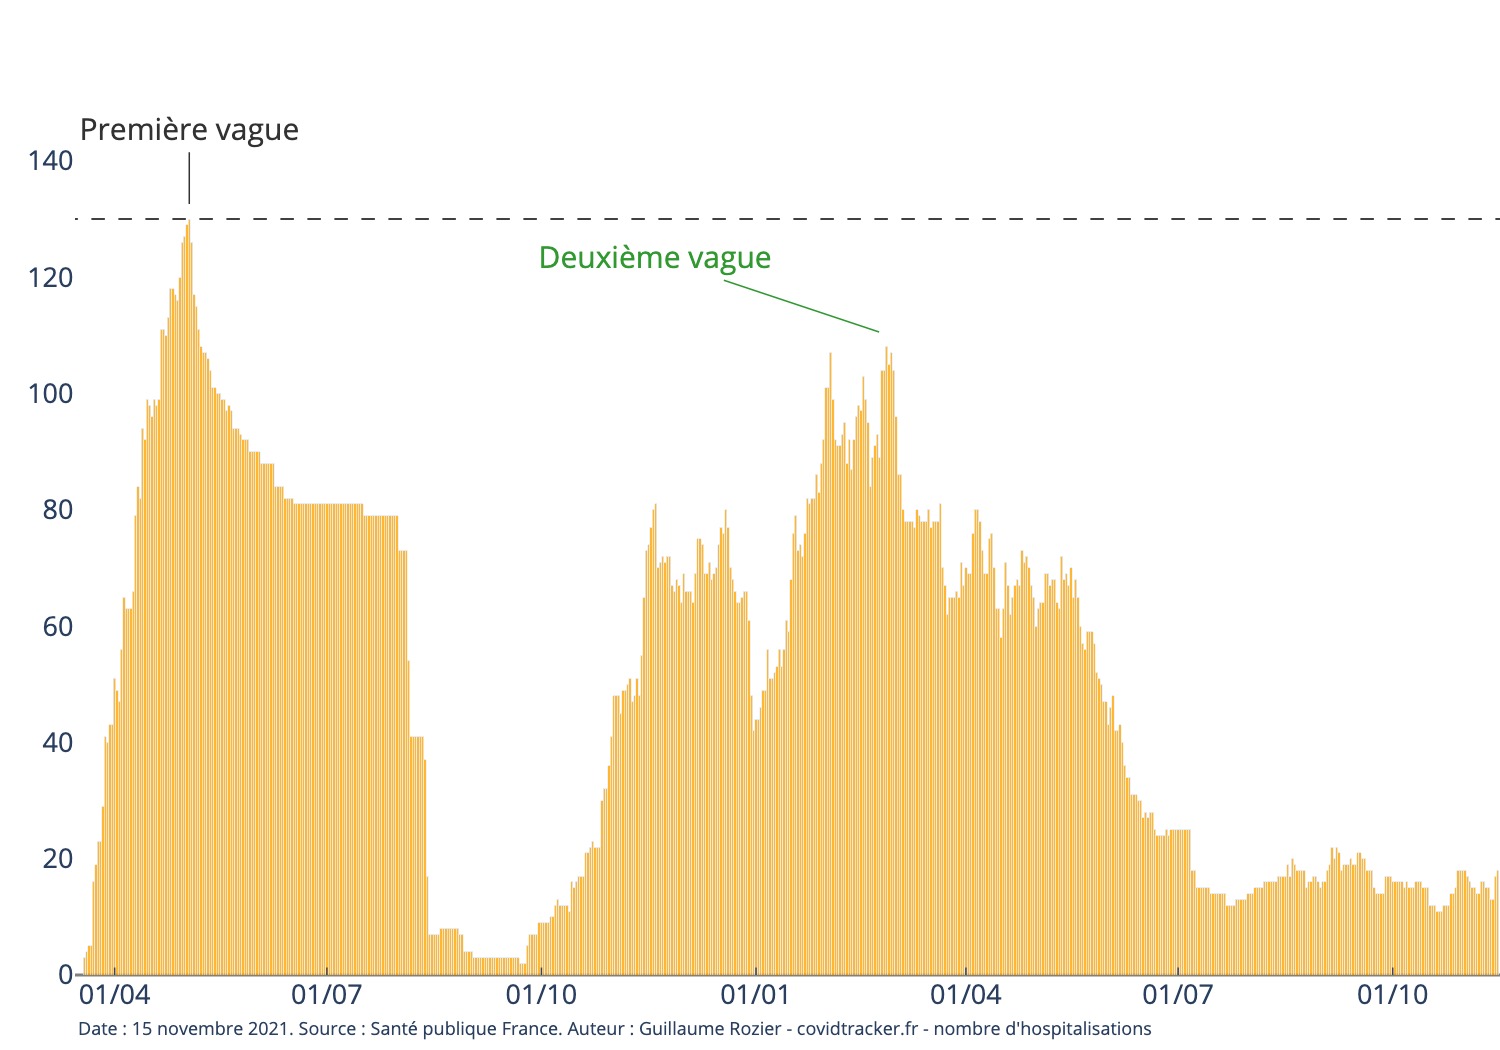 Première vague
140
Deuxième vague
120
100
80
60
40
20
0
01/04 01/07 01/10 01/01 01/04 01/07 01/10
Date : 15 novembre 2021. Source : Santé publique France. Auteur : Guillaume Rozier - covidtracker.fr - nombre d'hospitalisations